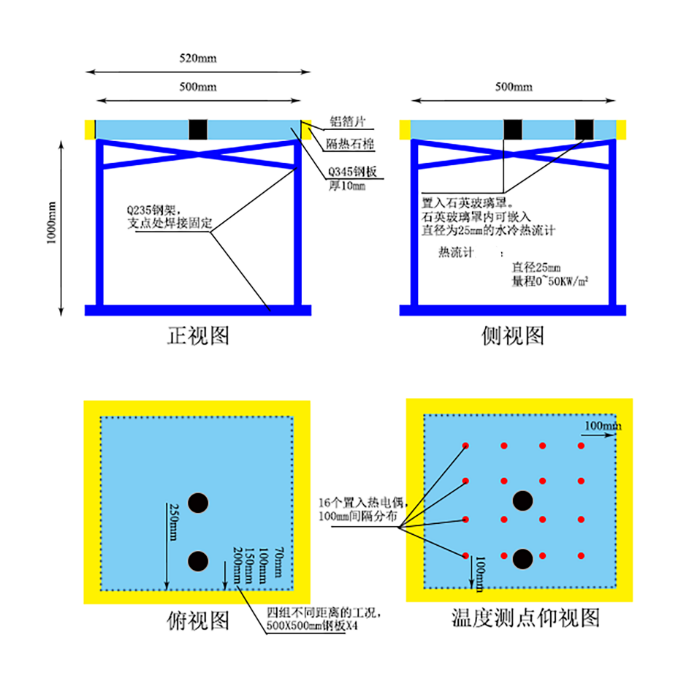 520mm
500mm
铝箔片
隔热石棉
Q345钢板
厚10mm
1000mm
Q235钢架，
支点处焊接固定
正视图
500mm
置入石英玻璃罩。
石英玻璃罩内可嵌入
直径为25mm的水冷热流计
热流计 ：
直径25mm
量程0~50KW/m²
侧视图
250mm
70mm
100mm
150mm
200mm
俯视图
四组不同距离的工况，
500X500mm钢板X4
100mm
16个置入热电偶，
100mm间隔分布
100mm
温度测点仰视图